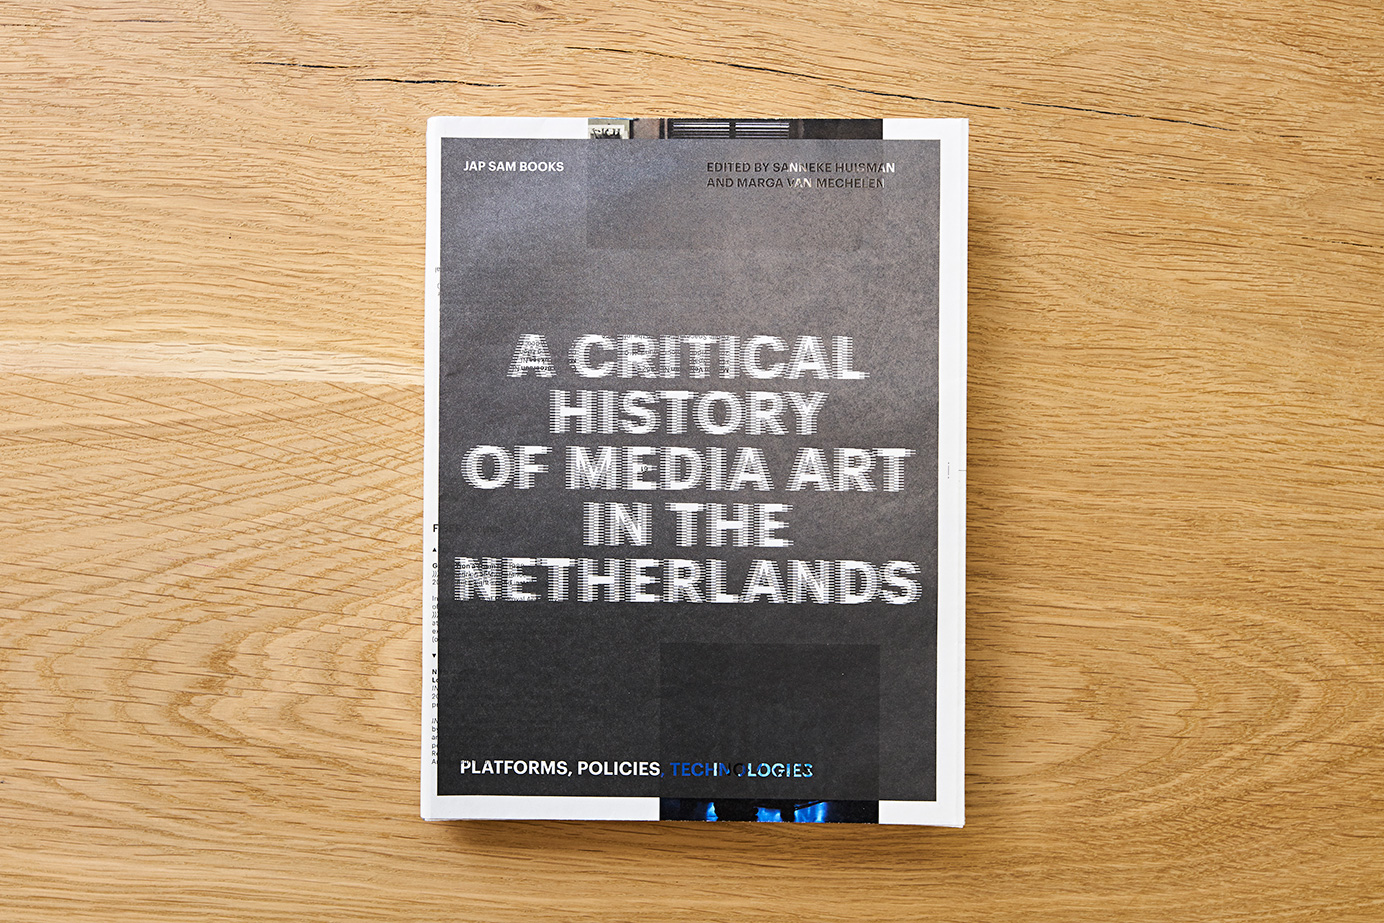 JAP SAM BOOKS
EDITED BY SANNEKE HUISMAN
AND MARGA VAN MECHELEN
A CRITICAL
HISTORY
OF MEDIA ART
IN THE
NETHERLANDS
PLATFORMS, POLICIES, TECHNOLOGIES